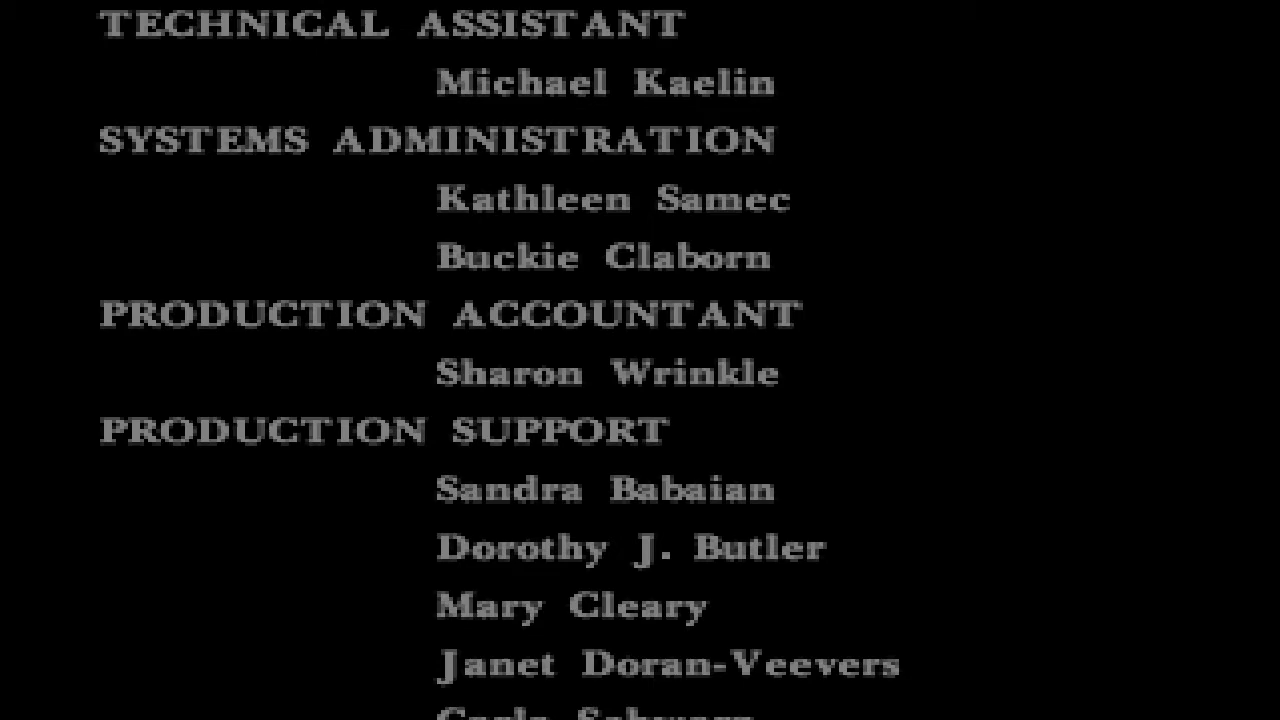 TECHNICAL ASSISTANT
Michael Kaelin
SYSTEMS ADMINISTRATION
Kathleen Samec
Buckie Claborn
PRODUCTION ACCOUNTANT
Sharon Wrinkle
PRODUCTION SUPPORT
Sandra Babaian
Dorothy J. Butler
Mary Cleary
Janet Doran-Veevers